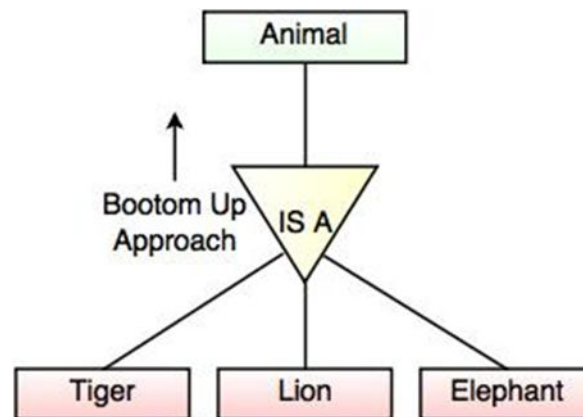 Animal
Bootom Up
Approach
IS A
Tiger
Lion
Elephant